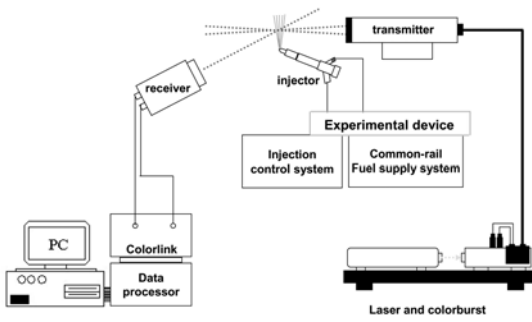 transmitter
receiver
injector
Experimental device
Injection
control system
Common-rail
Fuel supply system
PC
Colorlink
Data
processor
Laser and colorburst